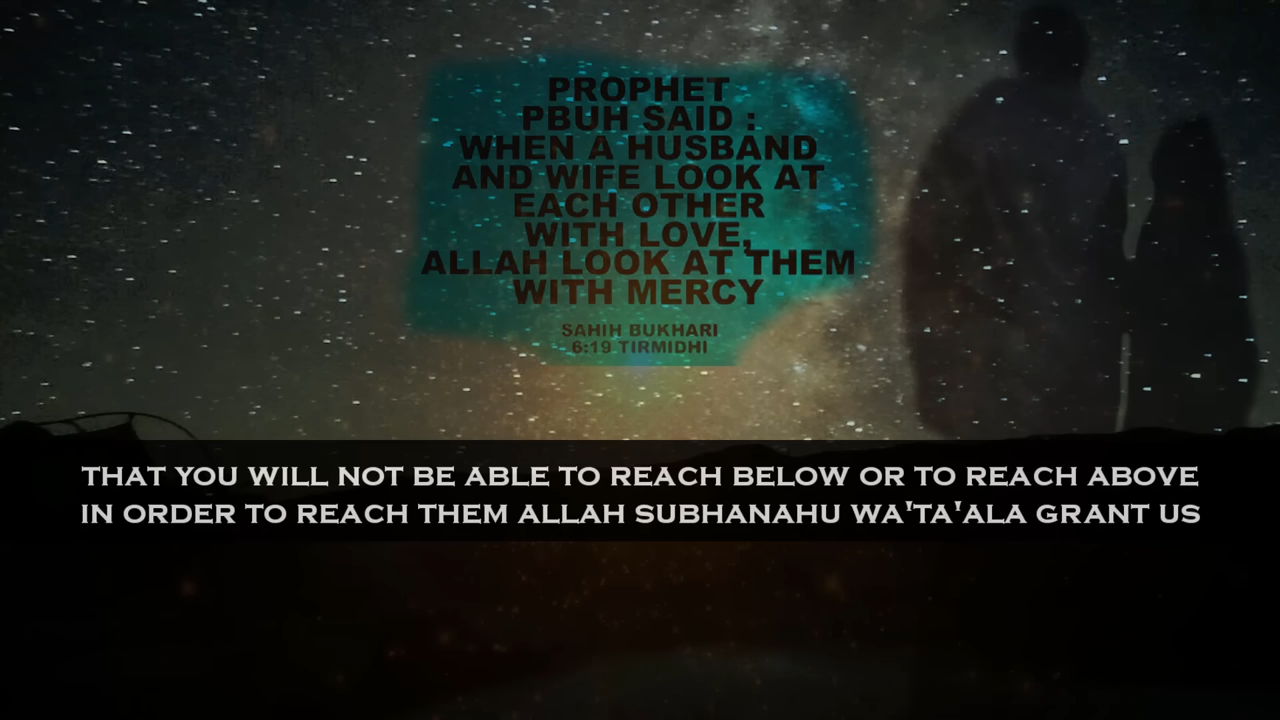 PROPHET
PBUH SAID :
WHEN A HUSBAND
AND WIFE LOOK AT
EACH OTHER
WITH LOVE,
ALLAH LOOK AT THEM
WITH MERCY
SAHIH BUKHARI
6:19 TIRMIDHI
THAT YOU WILL NOT BE ABLE TO REACH BELOW OR TO REACH ABOVE
IN ORDER TO REACH THEM ALLAH SUBHANAHU WA'TA'ALA GRANT US